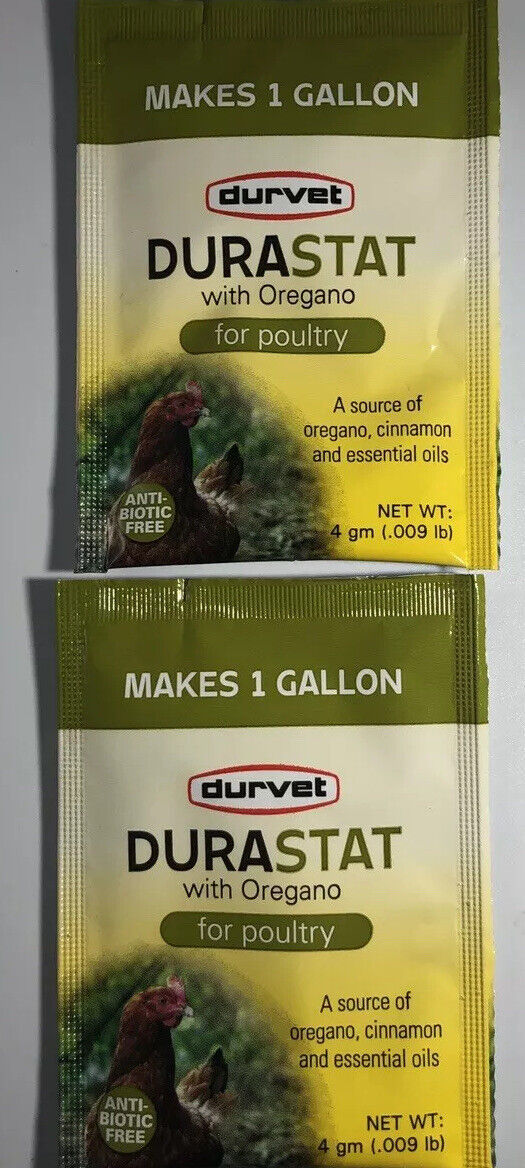 MAKES 1 GALLON
durvet
DURASTAT
with Oregano
for poultry
A source of
oregano, cinnamon
and essential oils
ANTI-
BIOTIC
FREE
NET WT:
4 gm (.009 lb)
MAKES 1 GALLON
durvet
DURASTAT
with Oregano
for poultry
A source of
oregano, cinnamon
and essential oils
ANTI-
BIOTIC
FREE
NET WT:
4 gm (.009 lb)